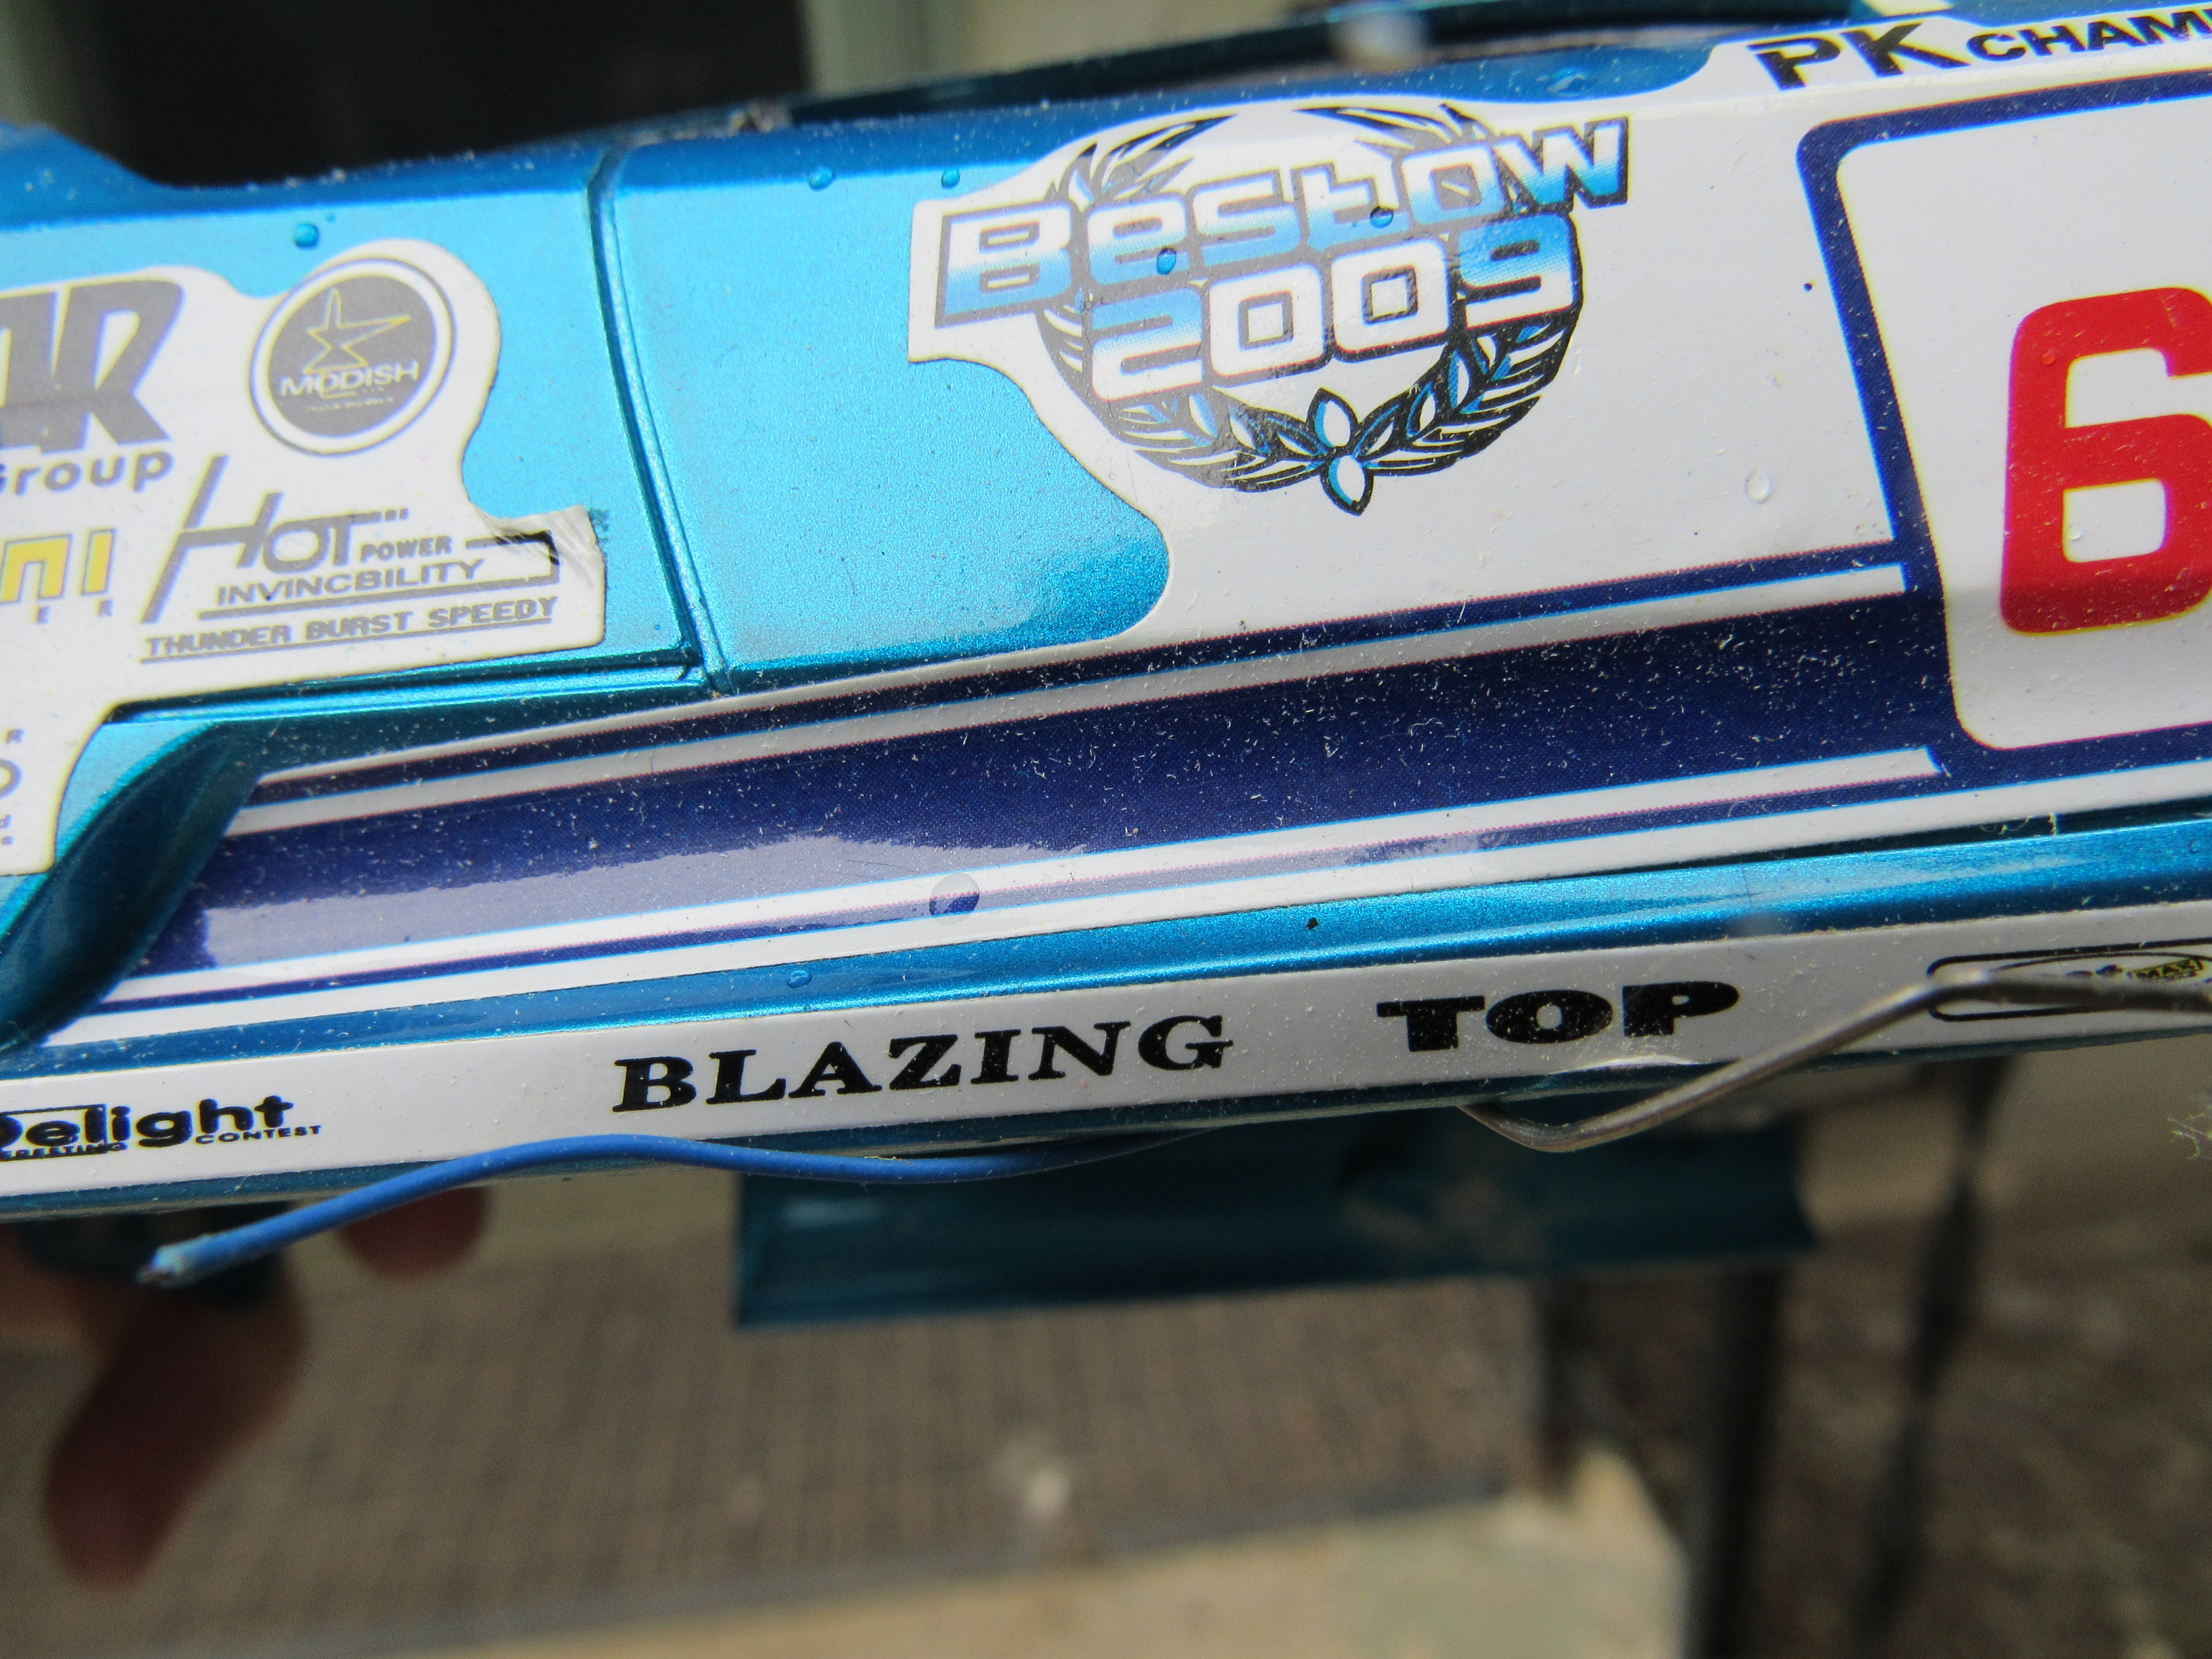 PK CHAM
Bestow
2009
6
MODISH
Group
HOT
POWER
INVINCBILITY
THUNDER BURST SPEEDY
BLAZING TOP
Delight
CONTEST